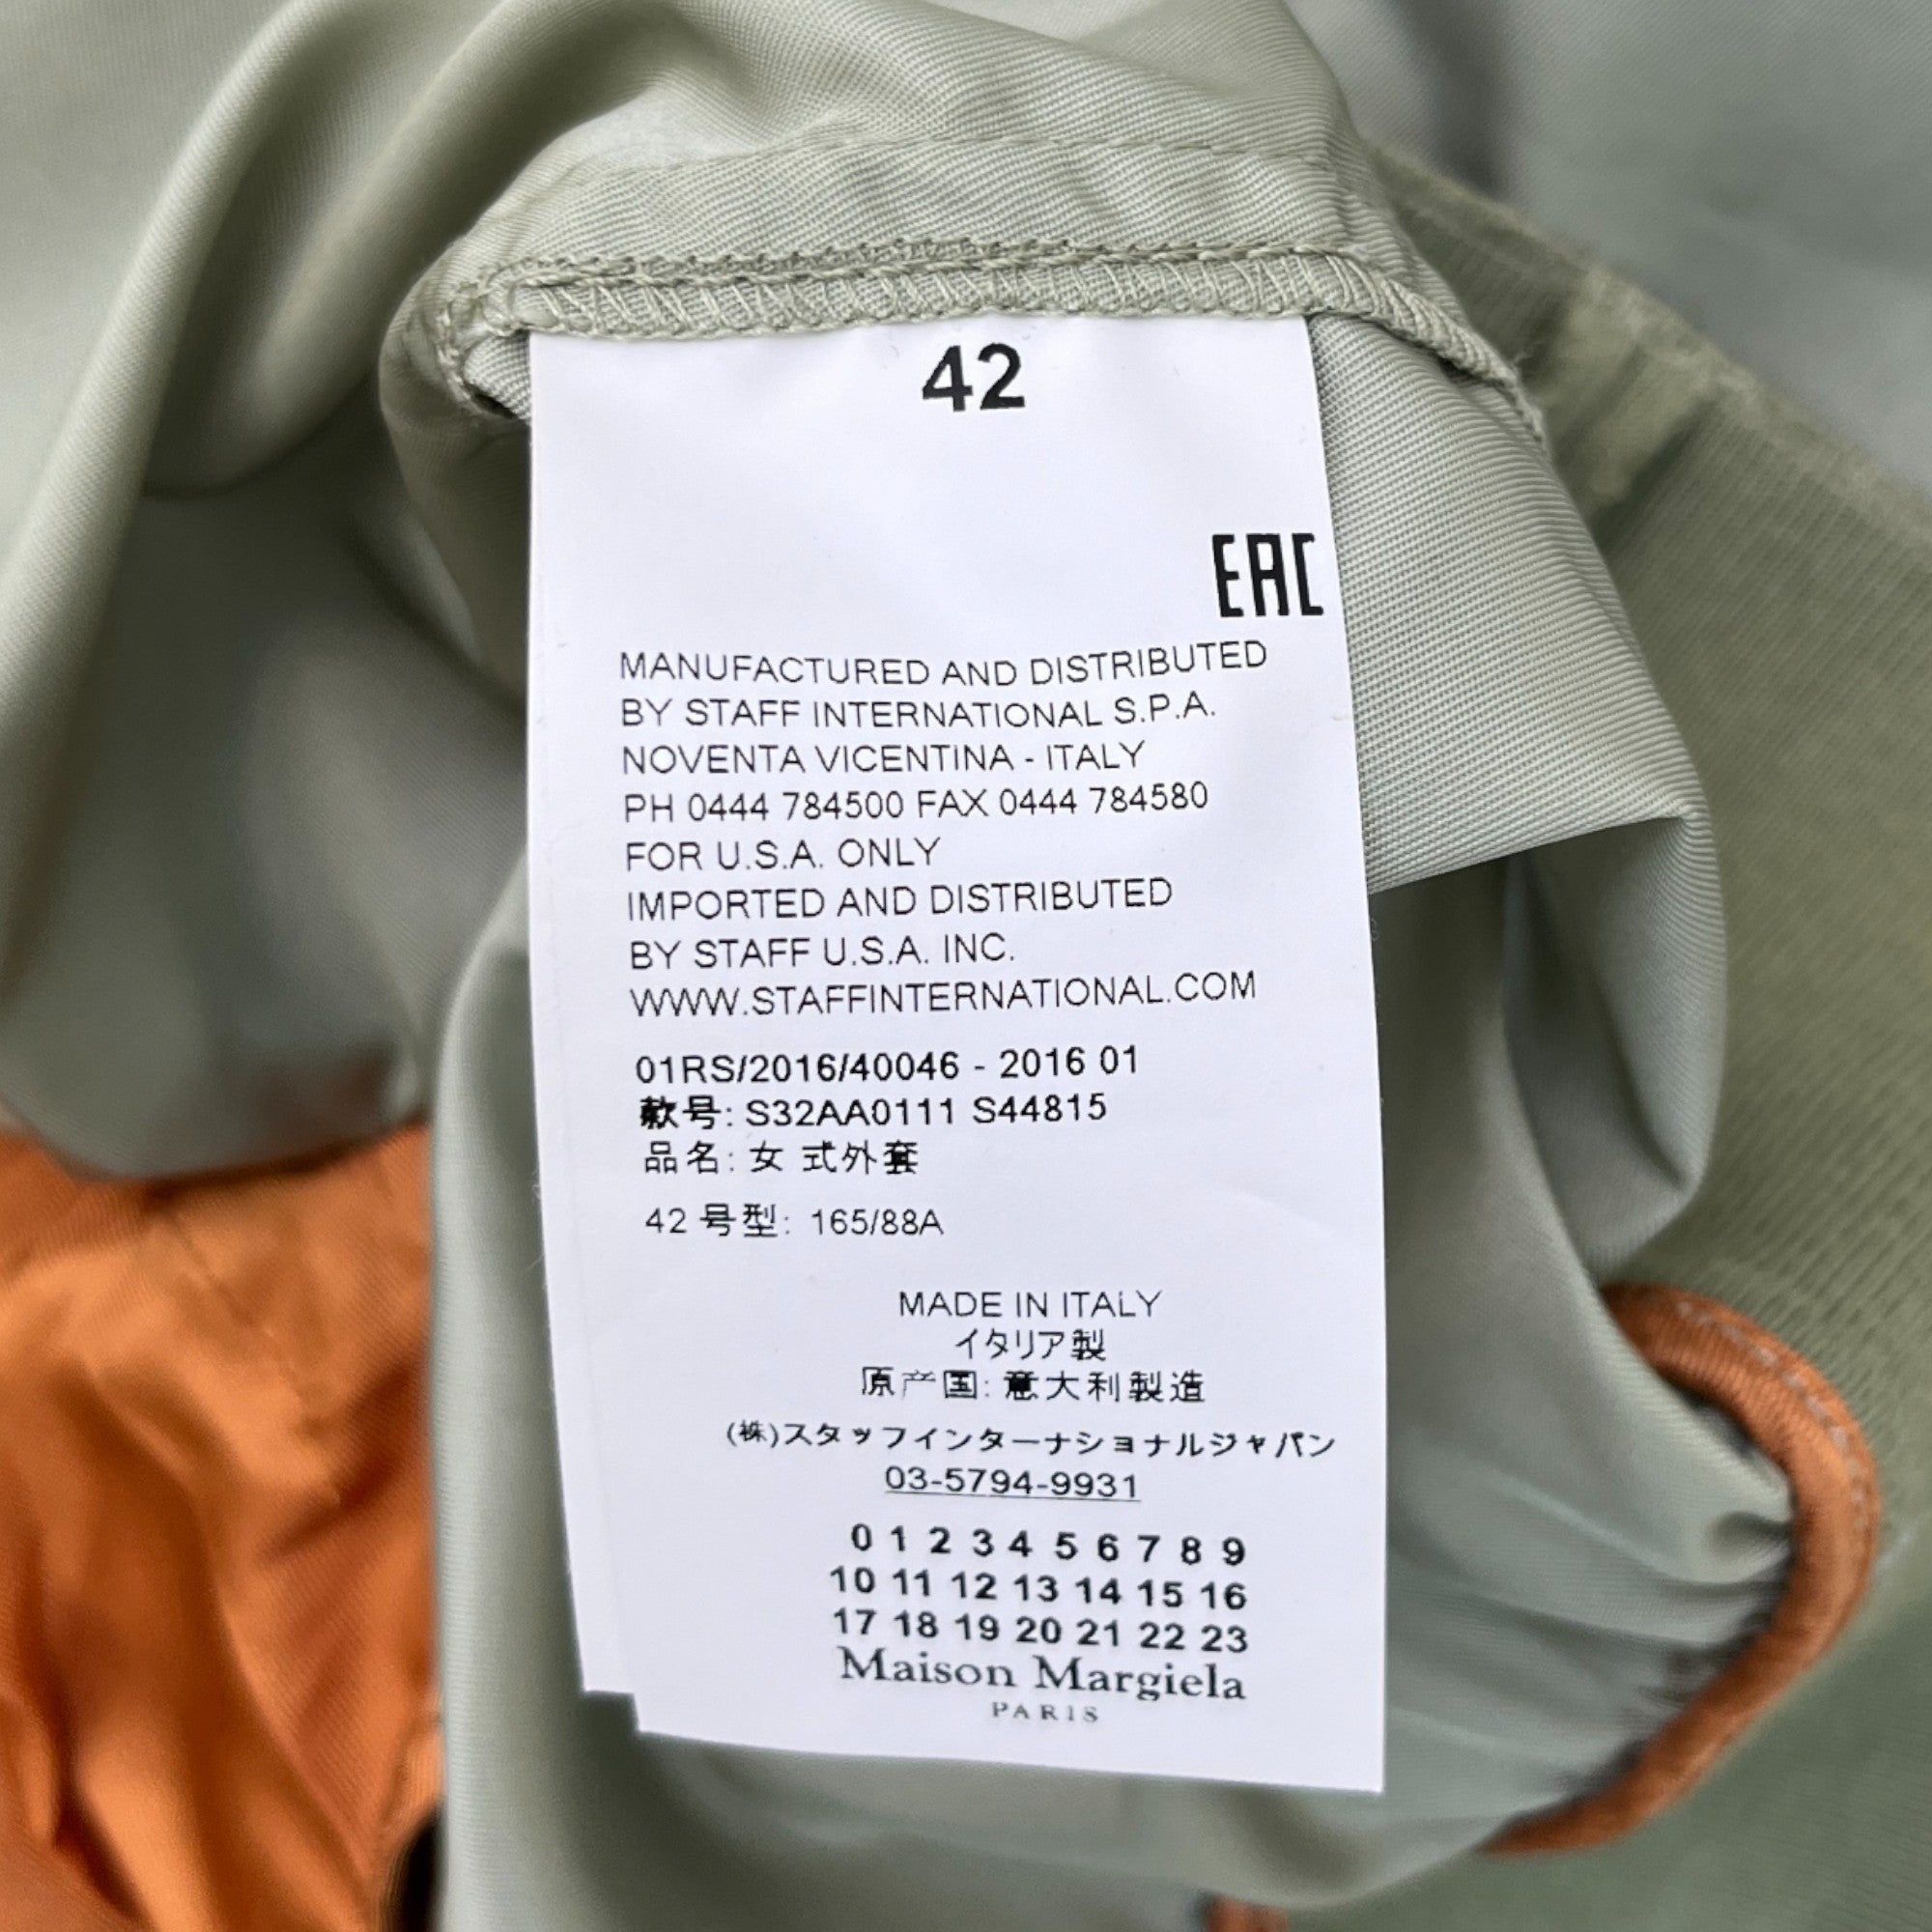 42
EAC
MANUFACTURED AND DISTRIBUTED
BY STAFF INTERNATIONAL S.P.A.
NOVENTA VICENTINA - ITALY
PH 0444 784500 FAX 0444 784580
FOR U.S.A. ONLY
IMPORTED AND DISTRIBUTED
BY STAFF U.S.A. INC.
WWW.STAFFINTERNATIONAL.COM
01RS/2016/40046 - 2016 01
款号: S32AA0111 S44815
品名: 女 式外套
42 号型: 165/88A
MADE IN ITALY
イタリア製
原产国: 意大利製造
(株)スタッフインターナショナルジャパン
03-5794-9931
0 1 2 3 4 5 6 7 8 9
10 11 12 13 14 15 16
17 18 19 20 21 22 23
Maison Margiela
PARIS